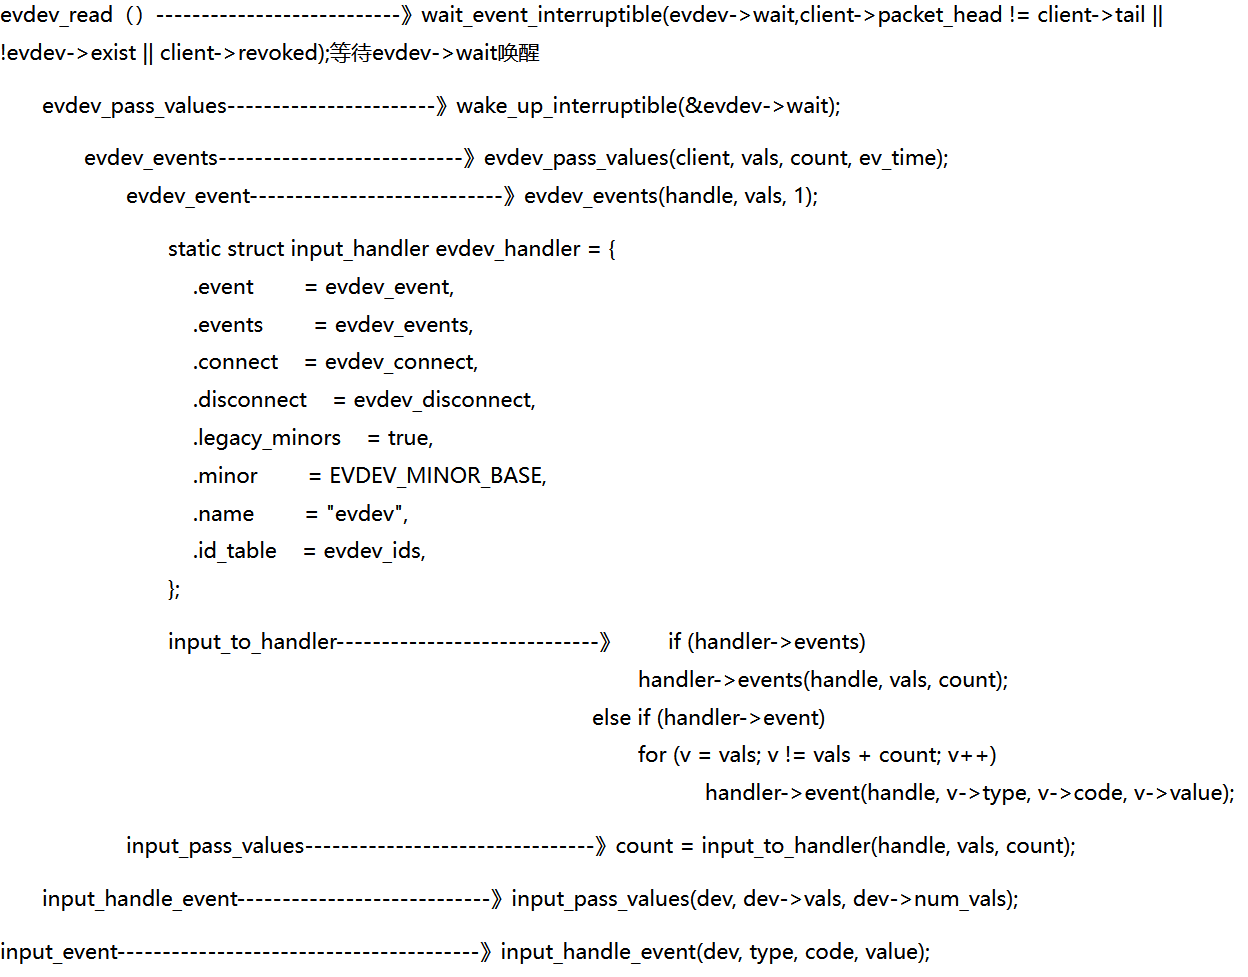 evdev_read（）---------------------------》wait_event_interruptible(evdev->wait,client->packet_head != client->tail ||
!evdev->exist || client->revoked);等待evdev->wait唤醒
evdev_pass_values-----------------------》wake_up_interruptible(&evdev->wait);
evdev_events---------------------------》evdev_pass_values(client, vals, count, ev_time);
evdev_event----------------------------》evdev_events(handle, vals, 1);
static struct input_handler evdev_handler = {
.event = evdev_event,
.events = evdev_events,
.connect = evdev_connect,
.disconnect = evdev_disconnect,
.legacy_minors = true,
.minor = EVDEV_MINOR_BASE,
.name = "evdev",
.id_table = evdev_ids,
};
input_to_handler-----------------------------》 if (handler->events)
handler->events(handle, vals, count);
else if (handler->event)
for (v = vals; v != vals + count; v++)
handler->event(handle, v->type, v->code, v->value);
input_pass_values--------------------------------》count = input_to_handler(handle, vals, count);
input_handle_event----------------------------》input_pass_values(dev, dev->vals, dev->num_vals);
input_event----------------------------------------》input_handle_event(dev, type, code, value);